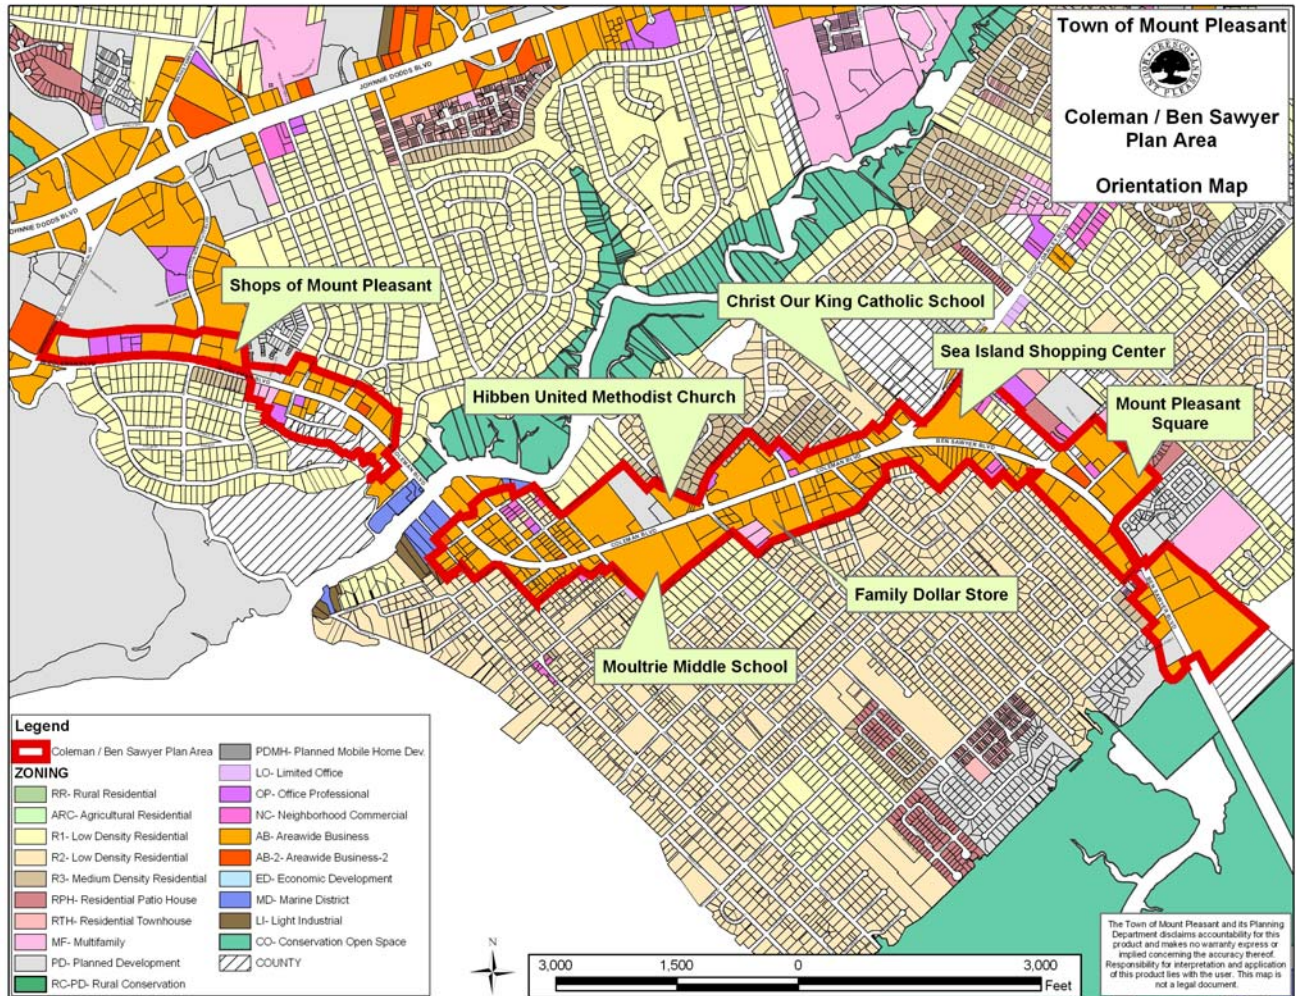 Town of Mount Pleasant
Coleman / Ben Sawyer
Plan Area
Orientation Map
JOHNNIE DODDS BLVD
JOHNNIE DODDS BLVD
Shops of Mount Pleasant
Christ Our King Catholic School
Sea Island Shopping Center
Hibben United Methodist Church
Mount Pleasant
Square
BEN SAWYER BLVD
COLEMAN BLVD
COLEMAN BLVD
COLEMAN BLVD
BEN SAWYER BLVD
Family Dollar Store
Moultrie Middle School
Legend
Coleman / Ben Sawyer Plan Area
ZONING
RR- Rural Residential
ARC- Agricultural Residential
R1- Low Density Residential
R2- Low Density Residential
R3- Medium Density Residential
RPH- Residential Patio House
RTH- Residential Townhouse
MF- Multifamily
PD- Planned Development
RC-PD- Rural Conservation
PDMH- Planned Mobile Home Dev.
LO- Limited Office
OP- Office Professional
NC- Neighborhood Commercial
AB- Areawide Business
AB-2- Areawide Business-2
ED- Economic Development
MD- Marine District
LI- Light Industrial
CO- Conservation Open Space
COUNTY
N
3,000 1,500 0 3,000
Feet
The Town of Mount Pleasant and its Planning
Department disclaims accountability for this
product and makes no warranty express or
implied concerning the accuracy thereof.
Responsibility for interpretation and application
of this product lies with the user. This map is
not a legal document.